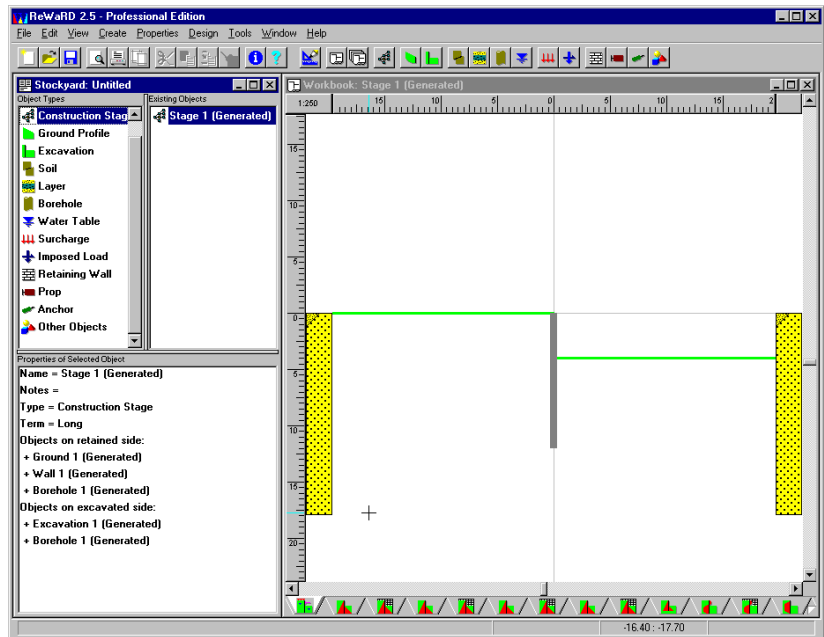 ReWaRD 2.5 - Professional Edition
File Edit View Create Properties Design Tools Window Help
Stockyard: Untitled
Object Types Existing Objects
Construction Stag
Ground Profile
Excavation
Soil
Layer
Borehole
Water Table
Surcharge
Imposed Load
Retaining Wall
Prop
Anchor
Other Objects
Stage 1 (Generated)
Properties of Selected Object
Name = Stage 1 (Generated)
Notes =
Type = Construction Stage
Term = Long
Objects on retained side:
+ Ground 1 (Generated)
+ Wall 1 (Generated)
+ Borehole 1 (Generated)
Objects on excavated side:
+ Excavation 1 (Generated)
+ Borehole 1 (Generated)
Workbook: Stage 1 (Generated)
1:250 15 10 5 0 5 10 15 2
15
10
5
0
5
10
15
20
-16.40 : -17.70